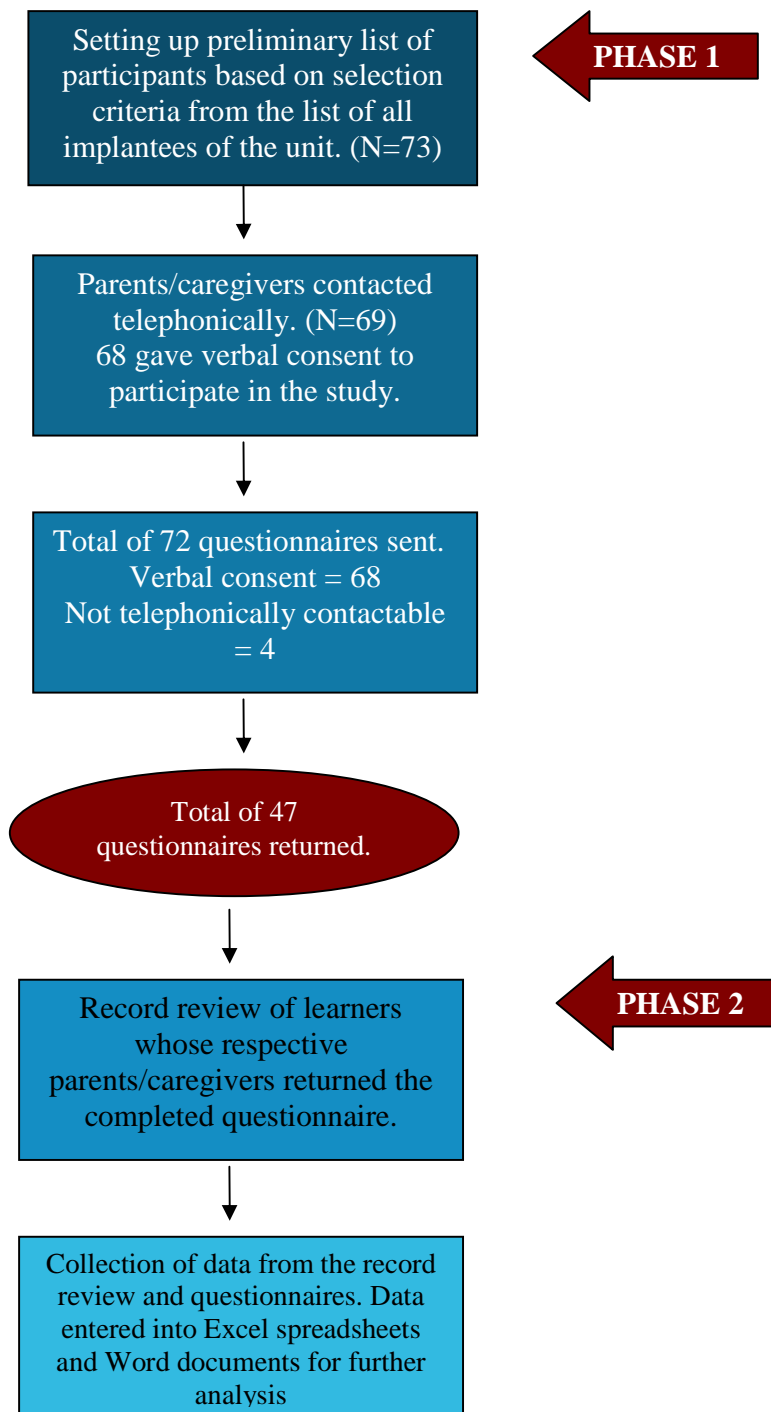 Setting up preliminary list of
participants based on selection
criteria from the list of all
implantees of the unit. (N=73)
PHASE 1
Parents/caregivers contacted
telephonically. (N=69)
68 gave verbal consent to
participate in the study.
Total of 72 questionnaires sent.
Verbal consent = 68
Not telephonically contactable
= 4
Total of 47
questionnaires returned.
Record review of learners
whose respective
parents/caregivers returned the
completed questionnaire.
PHASE 2
Collection of data from the record
review and questionnaires. Data
entered into Excel spreadsheets
and Word documents for further
analysis